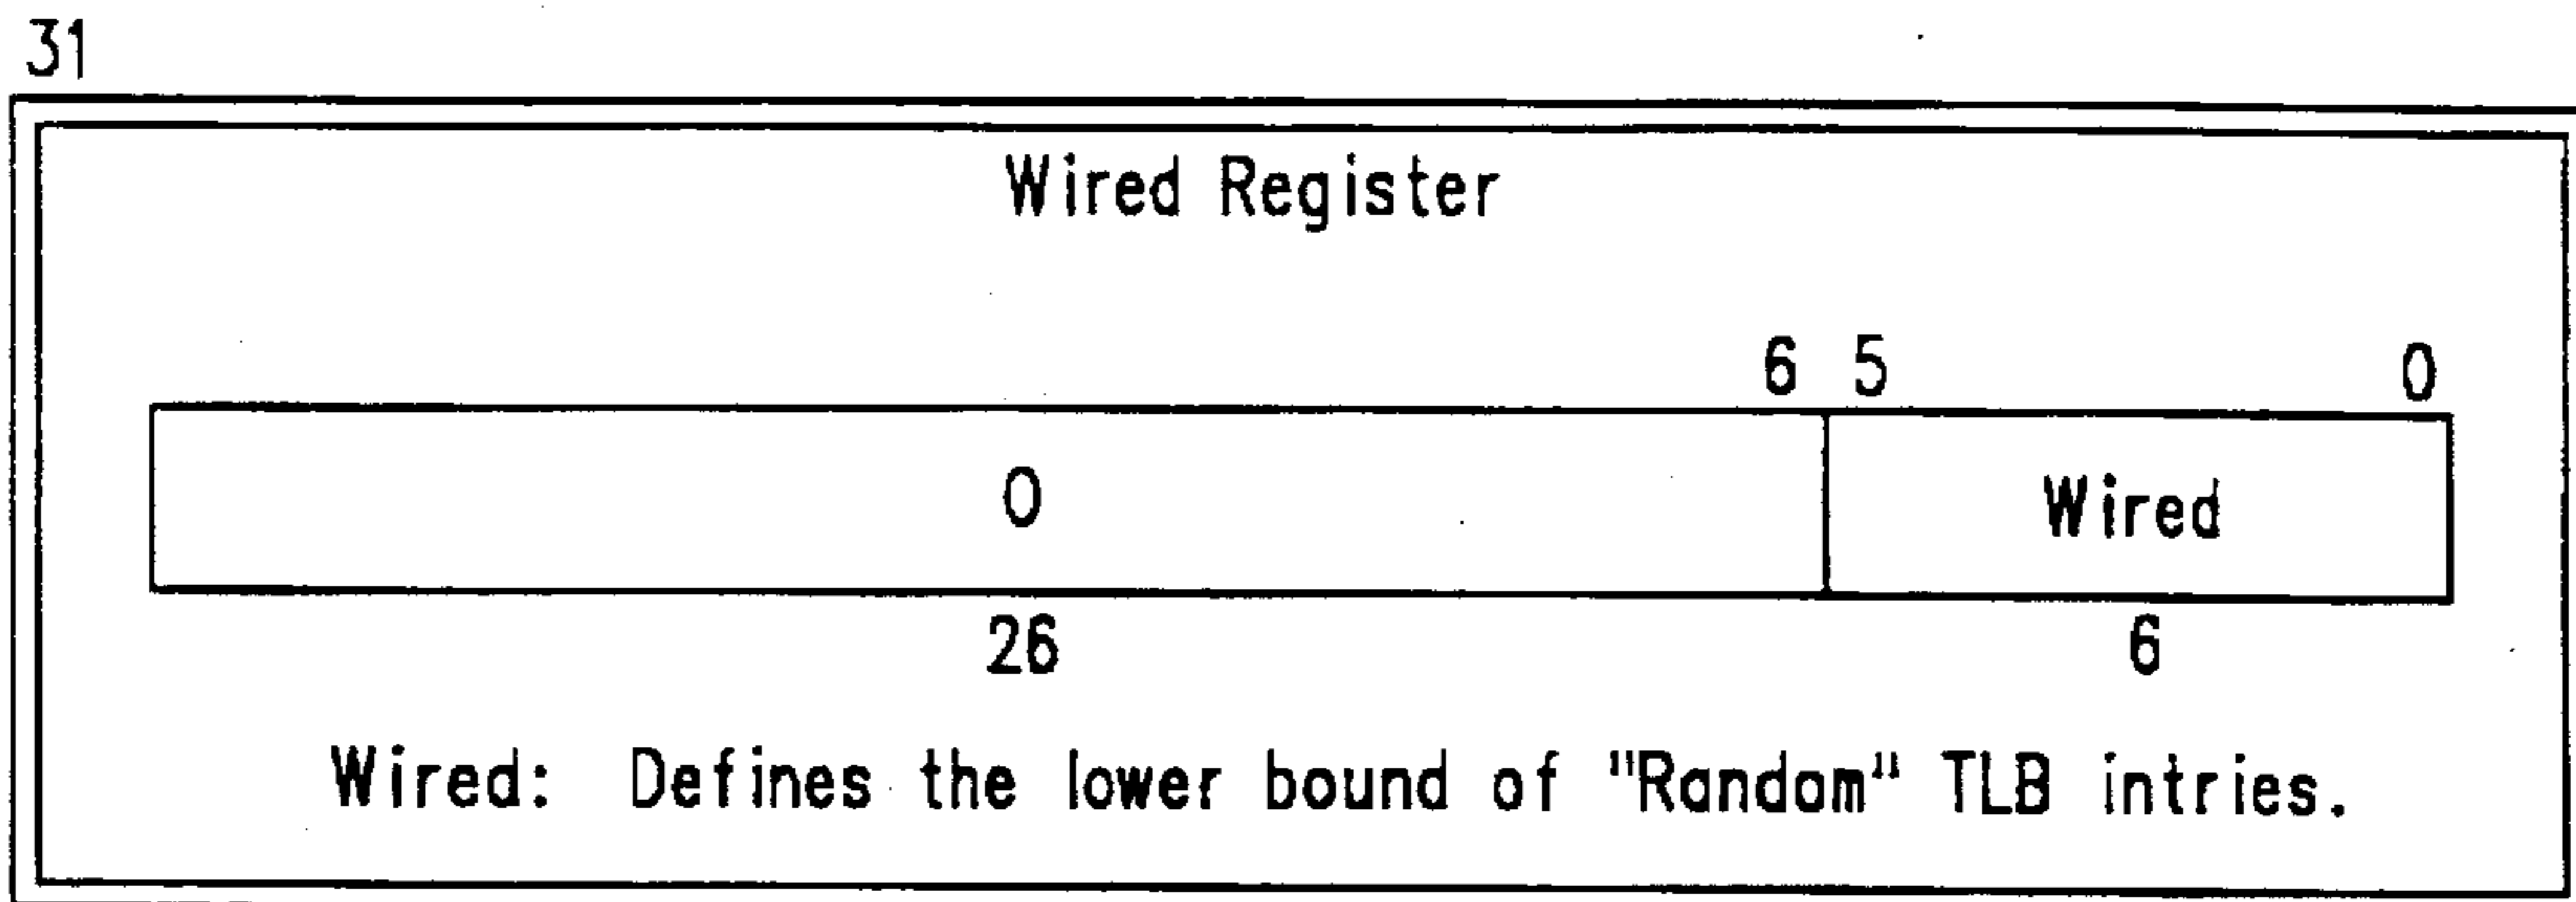 31
Wired Register
6 5 0
0 Wired
26 6
Wired: Defines the lower bound of "Random" TLB intries.